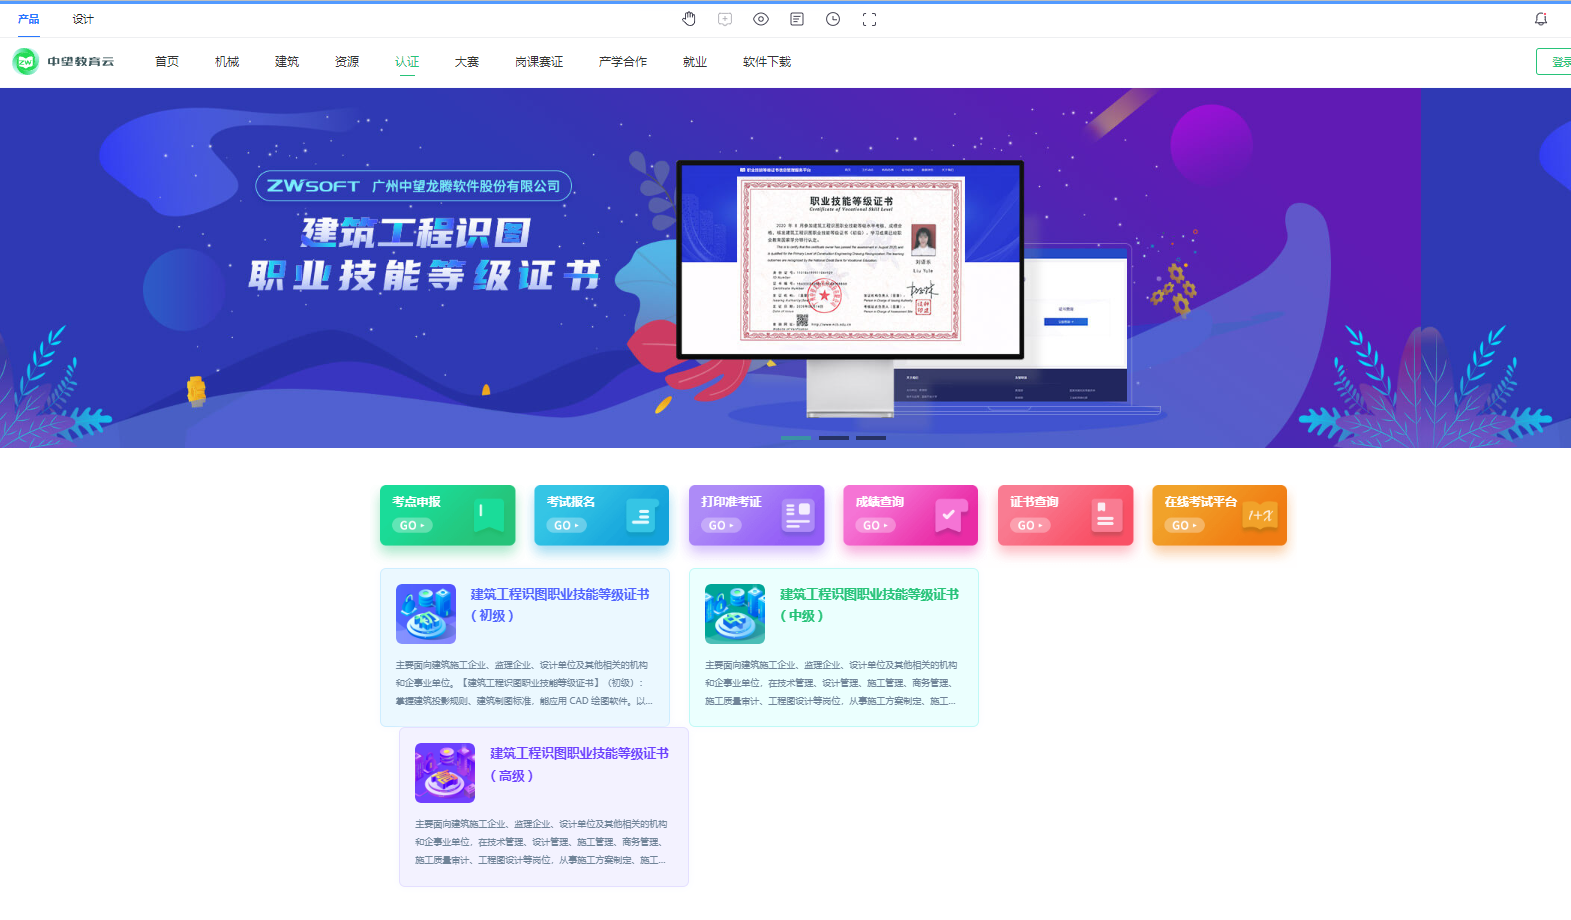 产品 设计
中望教育云 首页 机械 建筑 资源 认证 大赛 岗课赛证 产学合作 就业 软件下载 登录
ZWSOFT 广州中望龙腾软件股份有限公司
建筑工程识图
职业技能等级证书
职业技能等级证书
Certificate of Vocational Skill Level
考点申报 考试报名 打印准考证 成绩查询 证书查询 在线考试平台
GO GO GO GO GO GO
建筑工程识图职业技能等级证书
（初级）
主要面向建筑施工企业、监理企业、设计单位及其他相关的机构
和企事业单位。【建筑工程识图职业技能等级证书】（初级）：
掌握建筑投影规则、建筑制图标准，能应用 CAD 绘图软件。以...
建筑工程识图职业技能等级证书
（中级）
主要面向建筑施工企业、监理企业、设计单位及其他相关的机构
和企事业单位，在技术管理、设计管理、施工管理、商务管理、
施工质量审计、工程图设计等岗位，从事施工方案制定、施工...
建筑工程识图职业技能等级证书
（高级）
主要面向建筑施工企业、监理企业、设计单位及其他相关的机构
和企事业单位，在技术管理、设计管理、施工管理、商务管理、
施工质量审计、工程图设计等岗位，从事施工方案制定、施工...